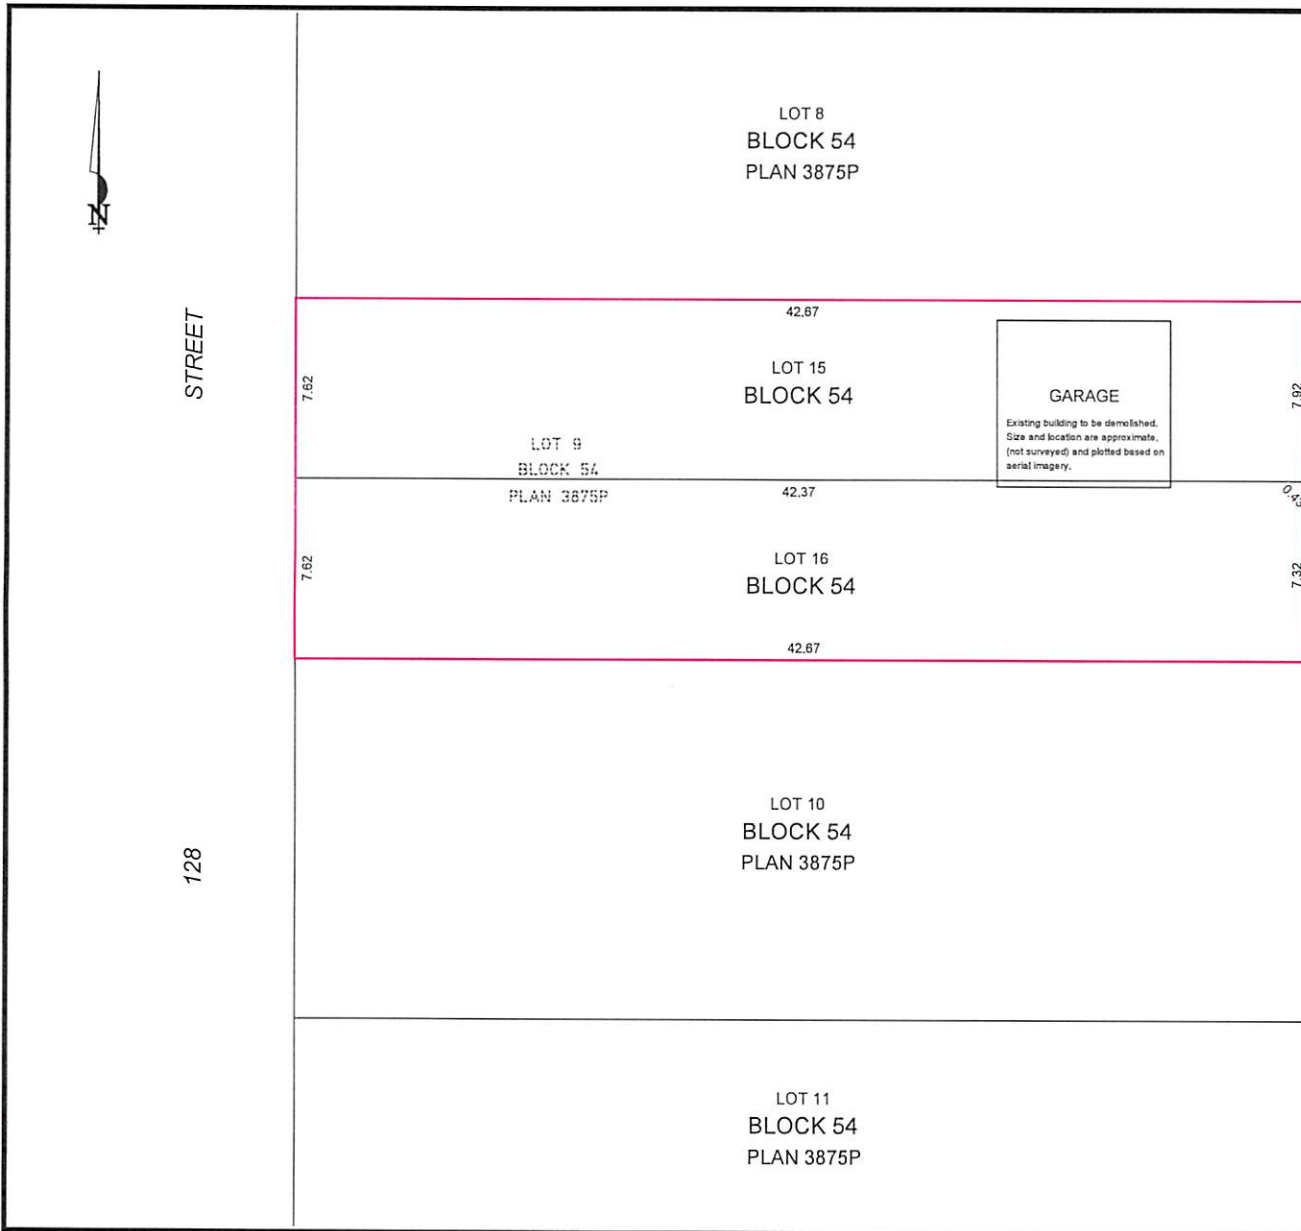 LOT 8
BLOCK 54
PLAN 3875P
N
STREET
42.67
7.62
LOT 15
BLOCK 54
7.92
GARAGE
Existing building to be demolished.
Size and location are approximate,
(not surveyed) and plotted based on
aerial imagery.
LOT 9
BLOCK 54
PLAN 3875P
42.37
7.62
LOT 16
BLOCK 54
7.32
42.67
LOT 10
BLOCK 54
PLAN 3875P
128
LOT 11
BLOCK 54
PLAN 3875P